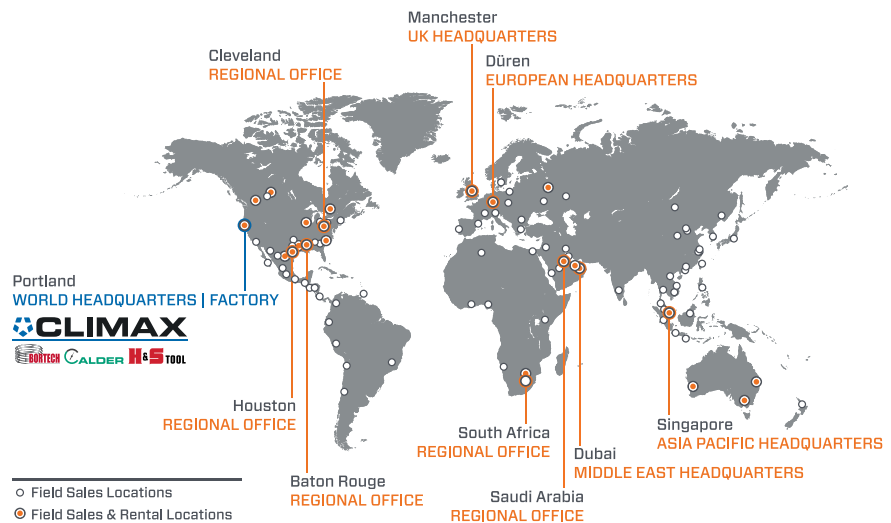 Manchester
UK HEADQUARTERS
Cleveland
REGIONAL OFFICE
Düren
EUROPEAN HEADQUARTERS
Portland
WORLD HEADQUARTERS | FACTORY
CLIMAX
BORTECH CALDER H&S TOOL
Houston
REGIONAL OFFICE
Baton Rouge
REGIONAL OFFICE
South Africa
REGIONAL OFFICE
Saudi Arabia
REGIONAL OFFICE
Dubai
MIDDLE EAST HEADQUARTERS
Singapore
ASIA PACIFIC HEADQUARTERS
Field Sales Locations
Field Sales & Rental Locations